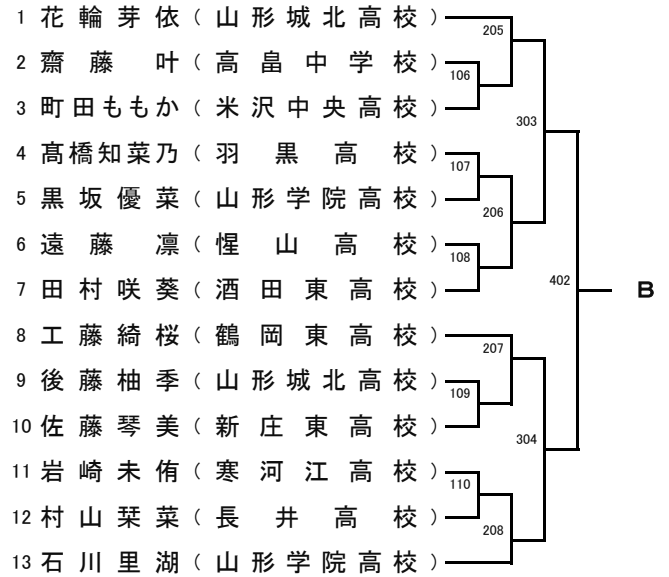 1 花輪芽依(山形城北高校)
205
2 齋藤叶(高畠中学校)
106
3 町田ももか(米沢中央高校)
303
4 髙橋知菜乃(羽黒高校)
107
5 黒坂優菜(山形学院高校)
206
6 遠藤凛(惺山高校)
108
7 田村咲葵(酒田東高校)
402
B
8 工藤綺桜(鶴岡東高校)
207
9 後藤柚季(山形城北高校)
109
10 佐藤琴美(新庄東高校)
304
11 岩崎未侑(寒河江高校)
110
12 村山栞菜(長井高校)
208
13 石川里湖(山形学院高校)